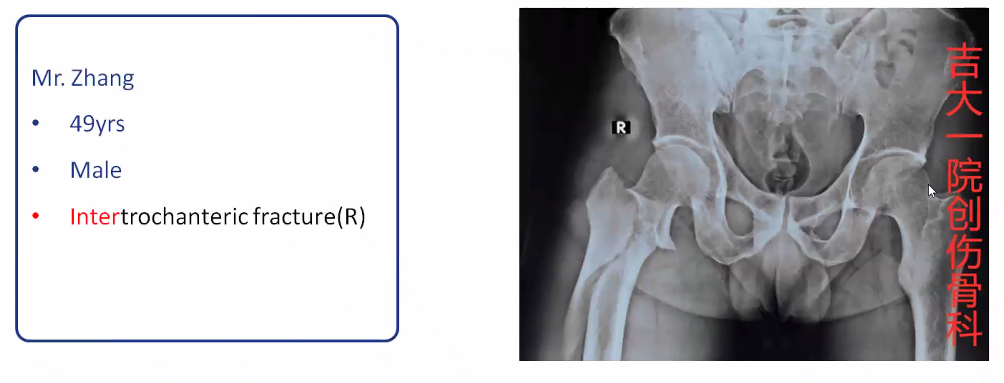 Mr. Zhang
• 49yrs
• Male
• Intertrochanteric fracture(R)
R
吉大一院创伤骨科